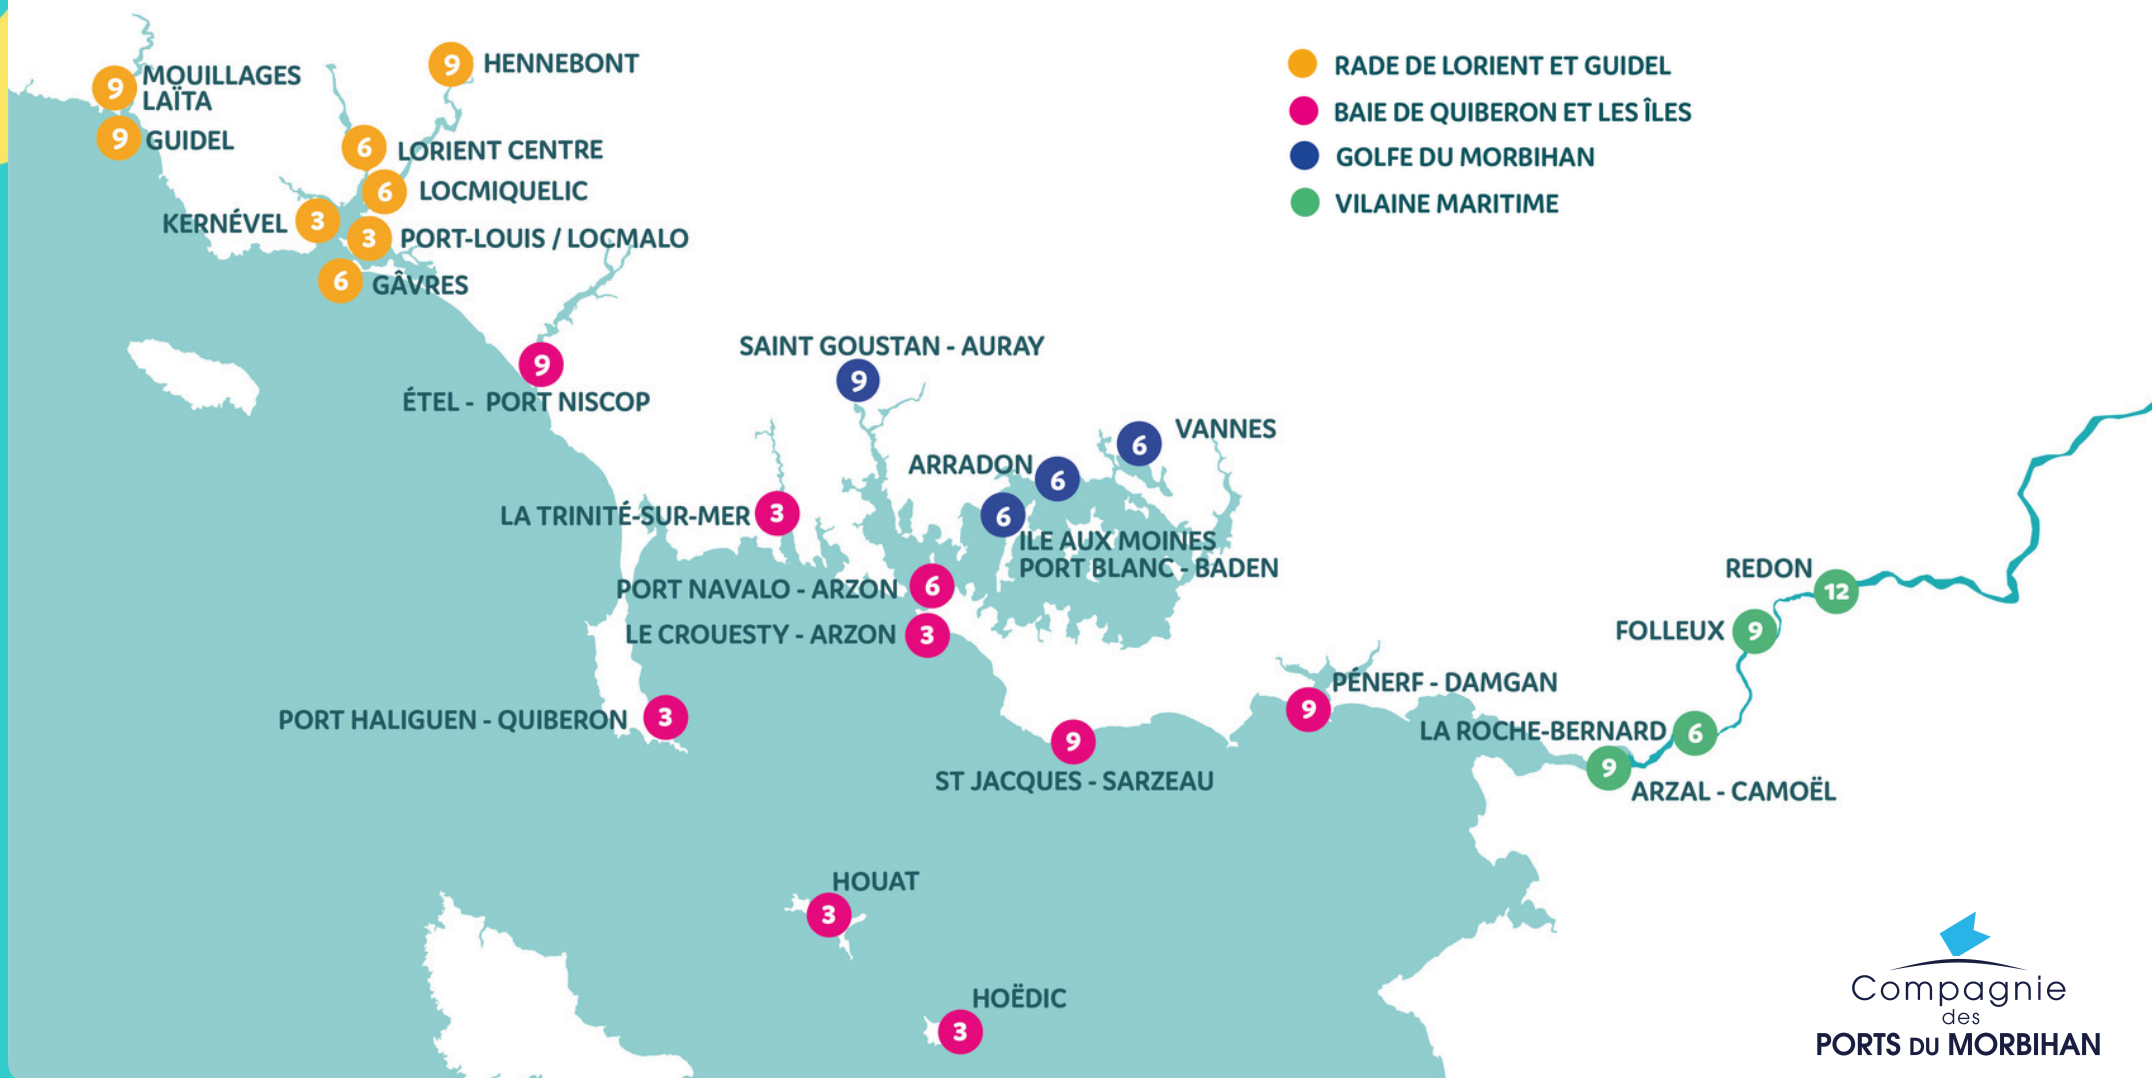 9 HENNEBONT
9 MOUILLAGES
LAÏTA
9 GUIDEL
6 LORIENT CENTRE
6 LOCMIQUELIC
KERNÉVEL 3
3 PORT-LOUIS / LOCMALO
6 GÂVRES
RADE DE LORIENT ET GUIDEL
BAIE DE QUIBERON ET LES ÎLES
GOLFE DU MORBIHAN
VILAINE MARITIME
9
ÉTEL - PORT NISCOP
SAINT GOUSTAN - AURAY
9
6 VANNES
ARRADON 6
6
ILE AUX MOINES
PORT BLANC - BADEN
LA TRINITÉ-SUR-MER 3
PORT NAVALO - ARZON 6
LE CROUESTY - ARZON 3
PORT HALIGUEN - QUIBERON 3
9
ST JACQUES - SARZEAU
PÉNERF - DAMGAN
9
REDON
12
FOLLEUX 9
LA ROCHE-BERNARD 6
9
ARZAL - CAMOËL
HOUAT
3
HOËDIC
3
Compagnie
des
PORTS DU MORBIHAN